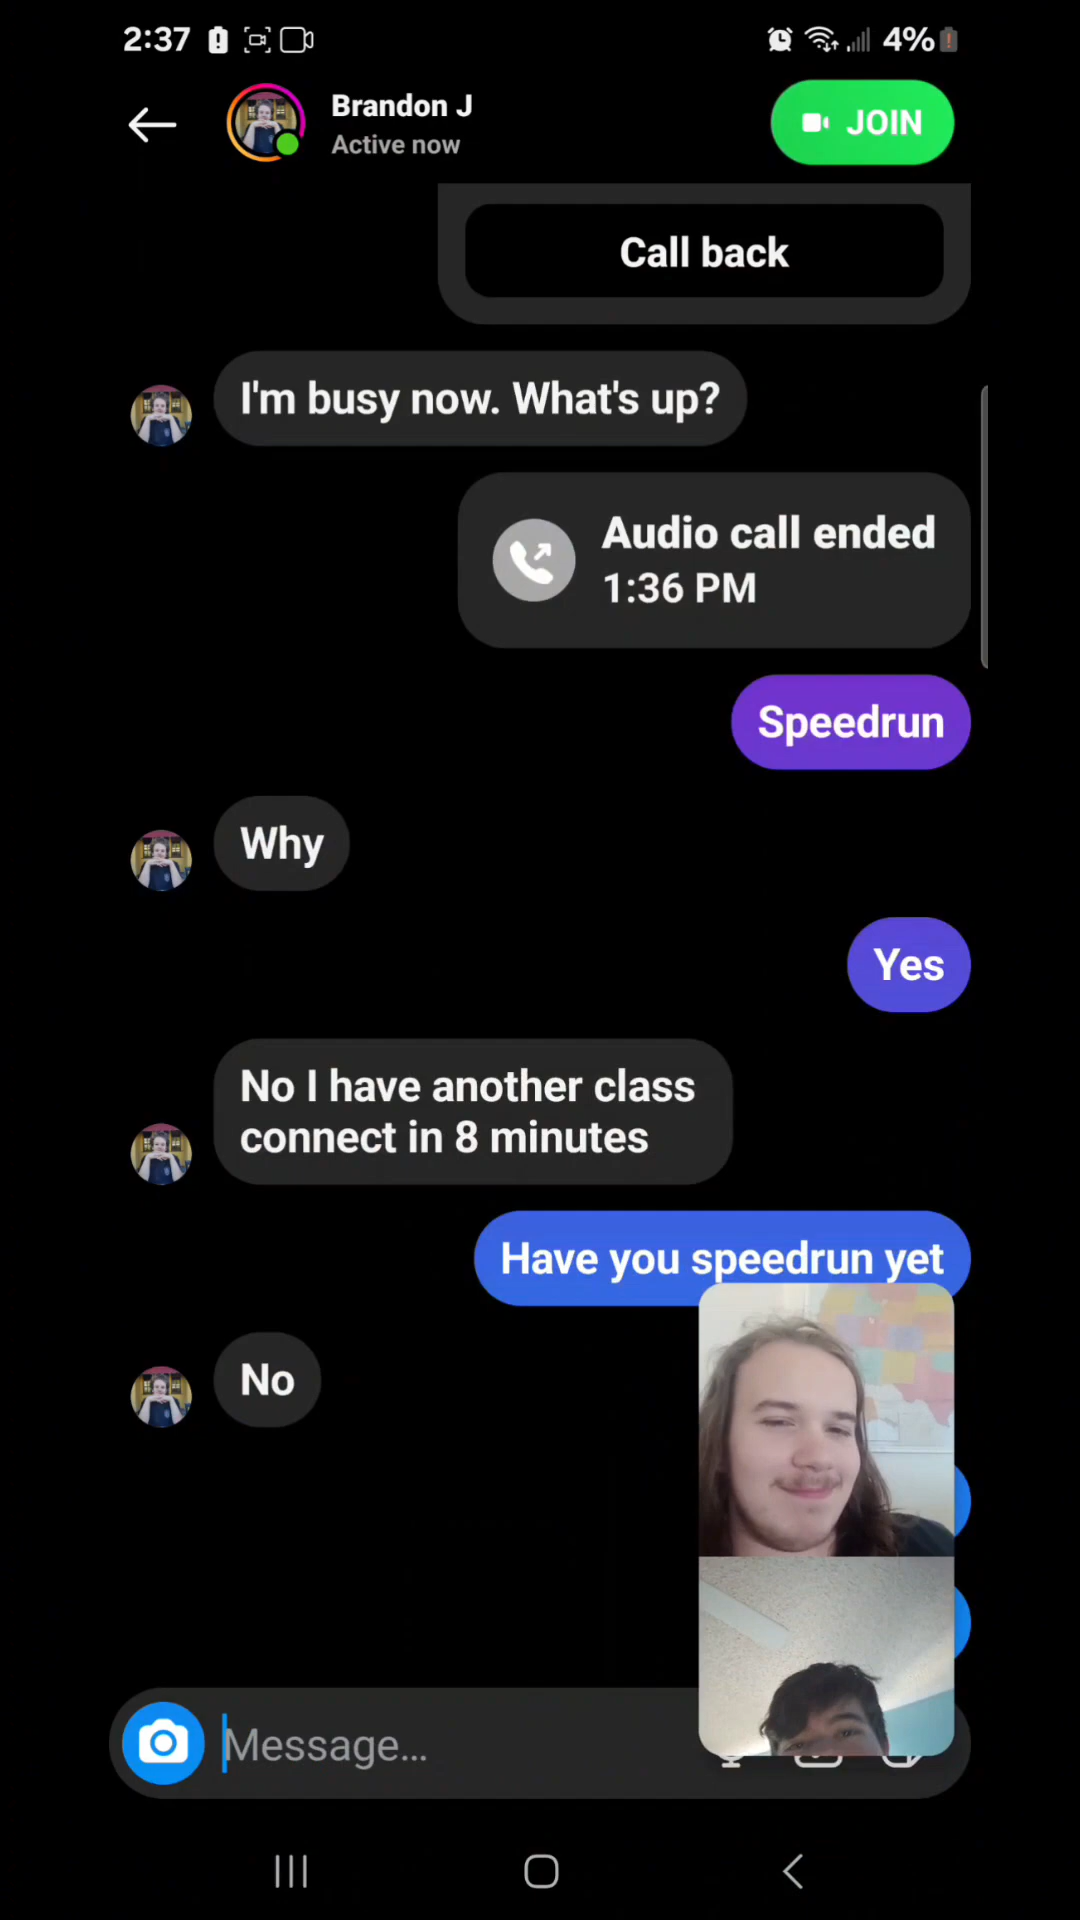 2:37
4%
Brandon J
Active now
JOIN
Call back
I'm busy now. What's up?
Audio call ended
1:36 PM
Speedrun
Why
Yes
No I have another class
connect in 8 minutes
Have you speedrun yet
No
Message...